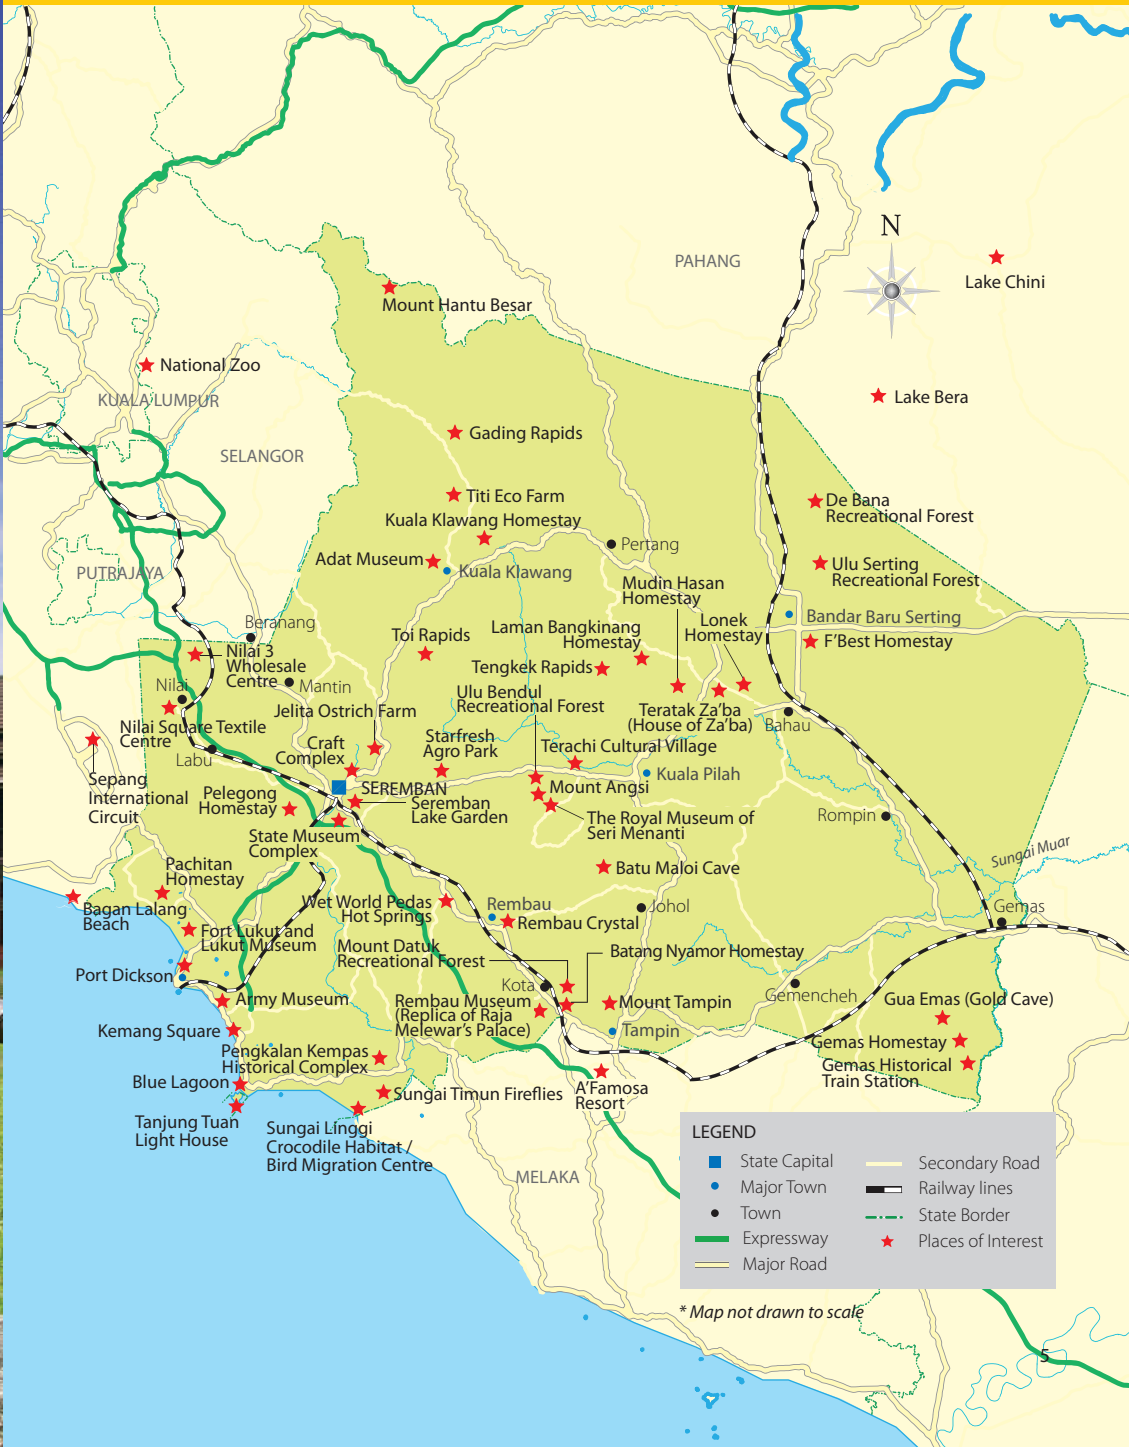 N
PAHANG
Lake Chini
Mount Hantu Besar
National Zoo
KUALA LUMPUR
Lake Bera
Gading Rapids
SELANGOR
Titi Eco Farm
De Bana
Recreational Forest
Kuala Klawang Homestay
Pertang
Adat Museum
Kuala Klawang
Ulu Serting
Recreational Forest
PUTRAJAYA
Mudin Hasan
Homestay
Beranang
Toi Rapids
Laman Bangkinang
Homestay
Lonek
Homestay
Bandar Baru Serting
F'Best Homestay
Nilai 3
Wholesale
Centre
Tengkek Rapids
Nilai
Mantin
Ulu Bendul
Recreational Forest
Teratak Za'ba
(House of Za'ba)
Bahau
Jelita Ostrich Farm
Nilai Square Textile
Centre
Craft
Complex
Starfresh
Agro Park
Terachi Cultural Village
Labu
Kuala Pilah
Sepang
International
Circuit
SEREMBAN
Mount Angsi
Pelegong
Homestay
Seremban
Lake Garden
The Royal Museum of
Seri Menanti
Rompin
State Museum
Complex
Sungai Muar
Pachitan
Homestay
Batu Maloi Cave
Bagan Lalang
Beach
Wet World Pedas
Hot Springs
Rembau
Rembau Crystal
Johol
Gemas
Fort Lukut and
Lukut Museum
Mount Datuk
Recreational Forest
Batang Nyamor Homestay
Port Dickson
Kota
Gemencheh
Army Museum
Rembau Museum
(Replica of Raja
Melewar's Palace)
Mount Tampin
Gua Emas (Gold Cave)
Kemang Square
Tampin
Gemas Homestay
Pengkalan Kempas
Historical Complex
Gemas Historical
Train Station
Blue Lagoon
Sungai Timun Fireflies
A'Famosa
Resort
Tanjung Tuan
Light House
Sungai Linggi
Crocodile Habitat /
Bird Migration Centre
MELAKA
LEGEND
State Capital
Major Town
Town
Expressway
Major Road
Secondary Road
Railway lines
State Border
Places of Interest
* Map not drawn to scale
5